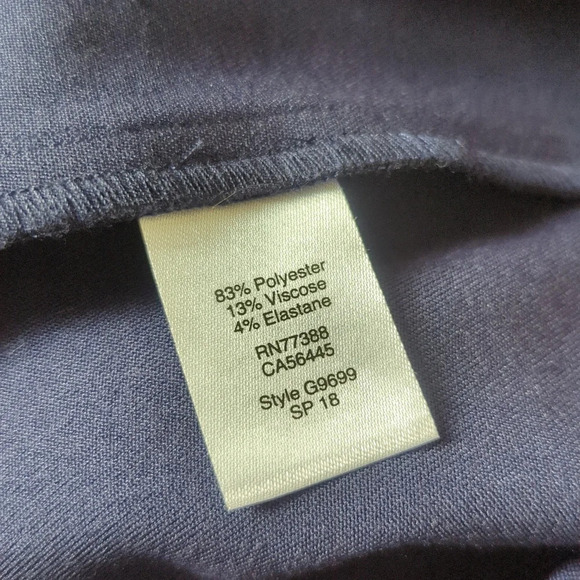 83% Polyester
13% Viscose
4% Elastane
RN77388
CA56445
Style G9699
SP 18